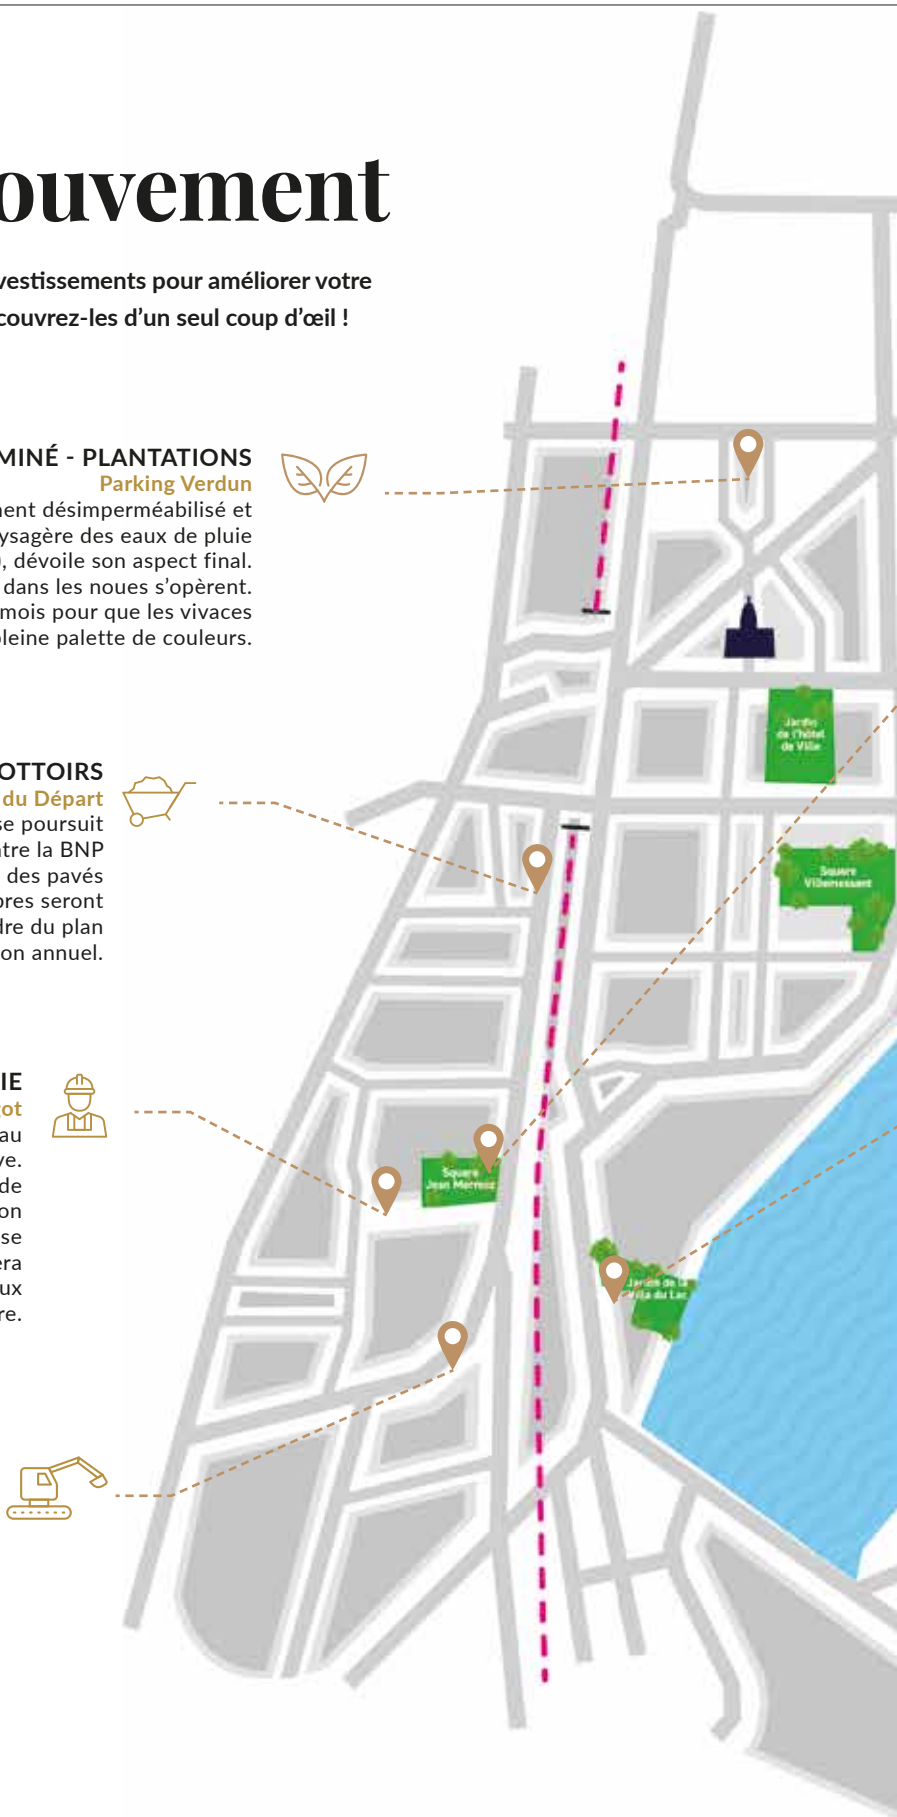 ouvement
vestissements pour améliorer votre
couvrez-les d’un seul coup d’œil !
MINÉ - PLANTATIONS
Parking Verdun
nent désimperméabilisé et
ysagère des eaux de pluie
), dévoile son aspect final.
dans les noues s’opèrent.
mois pour que les vivaces
pleine palette de couleurs.
OTTOIRS
du Départ
se poursuit
ntre la BNP
des pavés
bres seront
dre du plan
on annuel.
IE
got
au
ve.
de
on
se
era
ux
re.
Jardin
de l'hôtel
de Ville
Square
Villemessant
Square
Jean Mermoz
Jardin de la
Villa du Lac